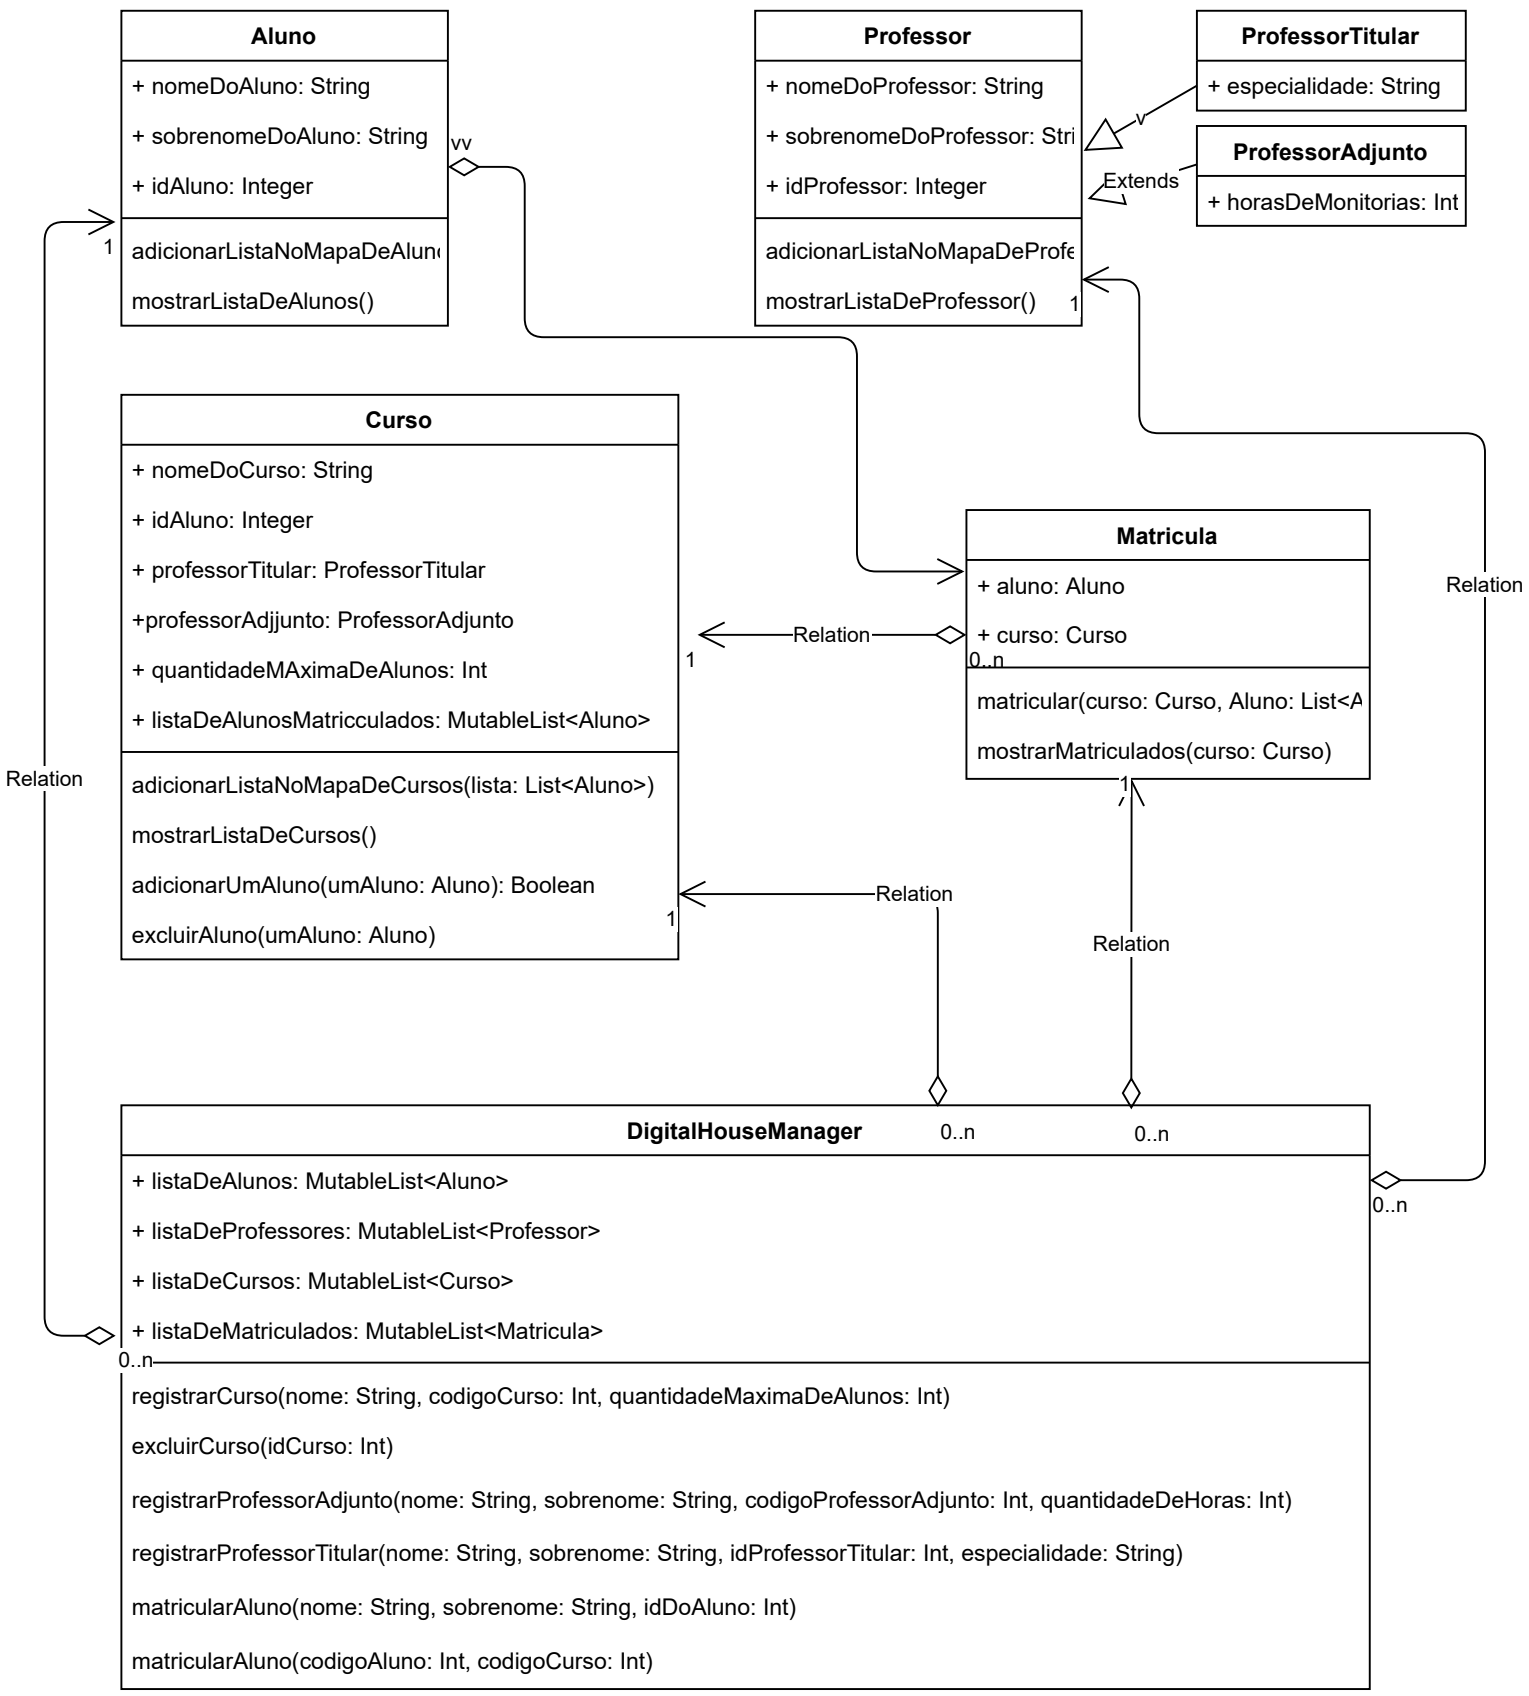 Aluno
+ nomeDoAluno: String
+ sobrenomeDoAluno: String
+ idAluno: Integer
adicionarListaNoMapaDeAlun
mostrarListaDeAlunos()
vv
1
Professor
+ nomeDoProfessor: String
+ sobrenomeDoProfessor: Stri
+ idProfessor: Integer
adicionarListaNoMapaDeProfe
mostrarListaDeProfessor()
1
ProfessorTitular
+ especialidade: String
v
ProfessorAdjunto
+ horasDeMonitorias: Int
Extends
Curso
+ nomeDoCurso: String
+ idAluno: Integer
+ professorTitular: ProfessorTitular
+professorAdjjunto: ProfessorAdjunto
+ quantidadeMAximaDeAlunos: Int
+ listaDeAlunosMatricculados: MutableList<Aluno>
adicionarListaNoMapaDeCursos(lista: List<Aluno>)
mostrarListaDeCursos()
adicionarUmAluno(umAluno: Aluno): Boolean
excluirAluno(umAluno: Aluno)
1
Relation
1
Matricula
+ aluno: Aluno
+ curso: Curso
0..n
matricular(curso: Curso, Aluno: List<A
mostrarMatriculados(curso: Curso)
1
Relation
Relation
Relation
Relation
DigitalHouseManager
0..n
0..n
+ listaDeAlunos: MutableList<Aluno>
+ listaDeProfessores: MutableList<Professor>
+ listaDeCursos: MutableList<Curso>
+ listaDeMatriculados: MutableList<Matricula>
0..n
0..n
registrarCurso(nome: String, codigoCurso: Int, quantidadeMaximaDeAlunos: Int)
excluirCurso(idCurso: Int)
registrarProfessorAdjunto(nome: String, sobrenome: String, codigoProfessorAdjunto: Int, quantidadeDeHoras: Int)
registrarProfessorTitular(nome: String, sobrenome: String, idProfessorTitular: Int, especialidade: String)
matricularAluno(nome: String, sobrenome: String, idDoAluno: Int)
matricularAluno(codigoAluno: Int, codigoCurso: Int)